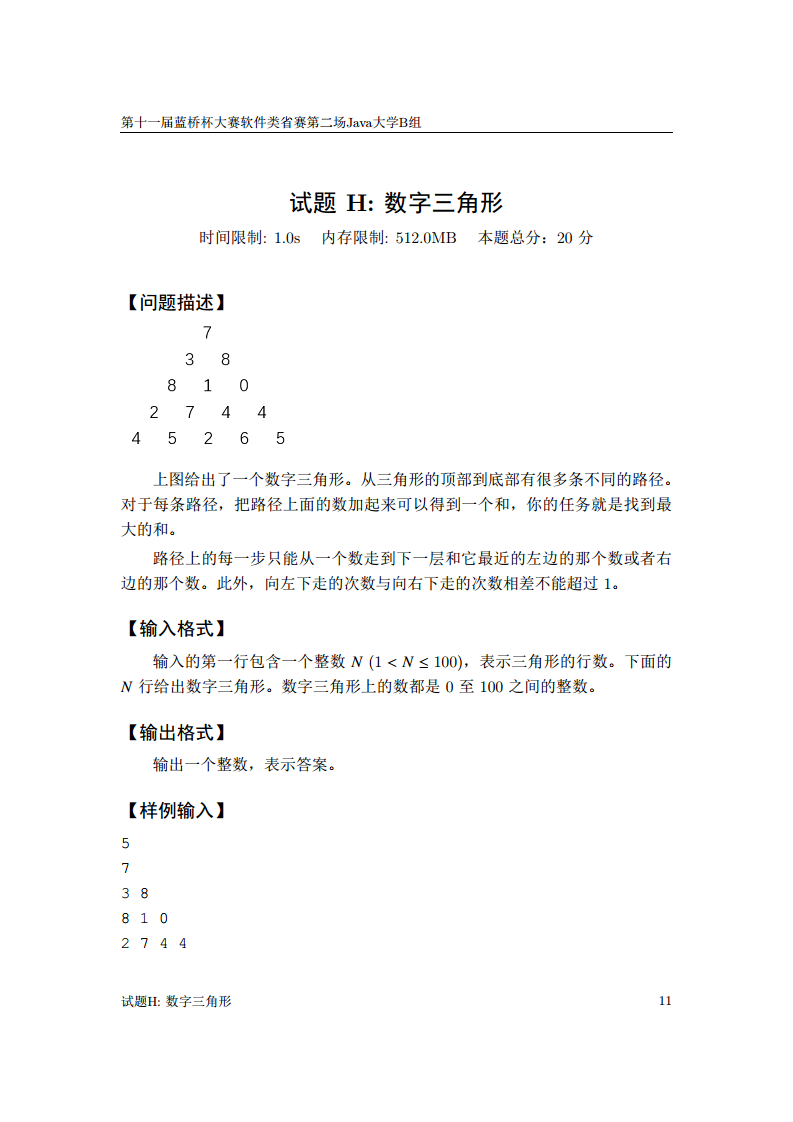 第十一届蓝桥杯大赛软件类省赛第二场Java大学B组
试题 H: 数字三角形
时间限制: 1.0s 内存限制: 512.0MB 本题总分：20 分
【问题描述】
7
3 8
8 1 0
2 7 4 4
4 5 2 6 5
上图给出了一个数字三角形。从三角形的顶部到底部有很多条不同的路径。
对于每条路径，把路径上面的数加起来可以得到一个和，你的任务就是找到最
大的和。
路径上的每一步只能从一个数走到下一层和它最近的左边的那个数或者右
边的那个数。此外，向左下走的次数与向右下走的次数相差不能超过 1。
【输入格式】
输入的第一行包含一个整数 N (1 < N ≤ 100)，表示三角形的行数。下面的
N 行给出数字三角形。数字三角形上的数都是 0 至 100 之间的整数。
【输出格式】
输出一个整数，表示答案。
【样例输入】
5
7
3 8
8 1 0
2 7 4 4
试题H: 数字三角形 11